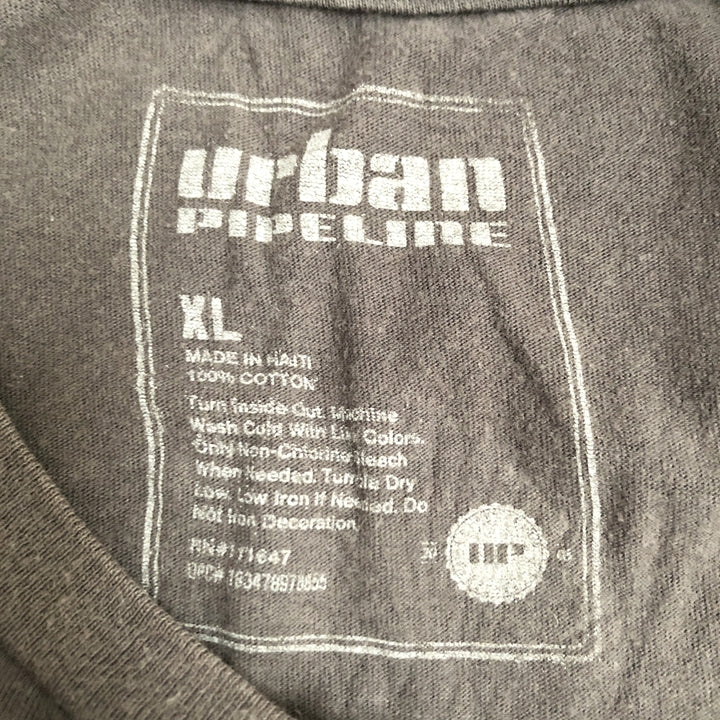 urban
PIPELINE
XL
MADE IN HAITI
100% COTTON
Turn Inside Out. Machine
Wash Cold With Like Colors.
Only Non-Chlorine Bleach
When Needed. Tumble Dry
Low. Low Iron If Needed. Do
Not Iron Decoration.
RN#171647
UP